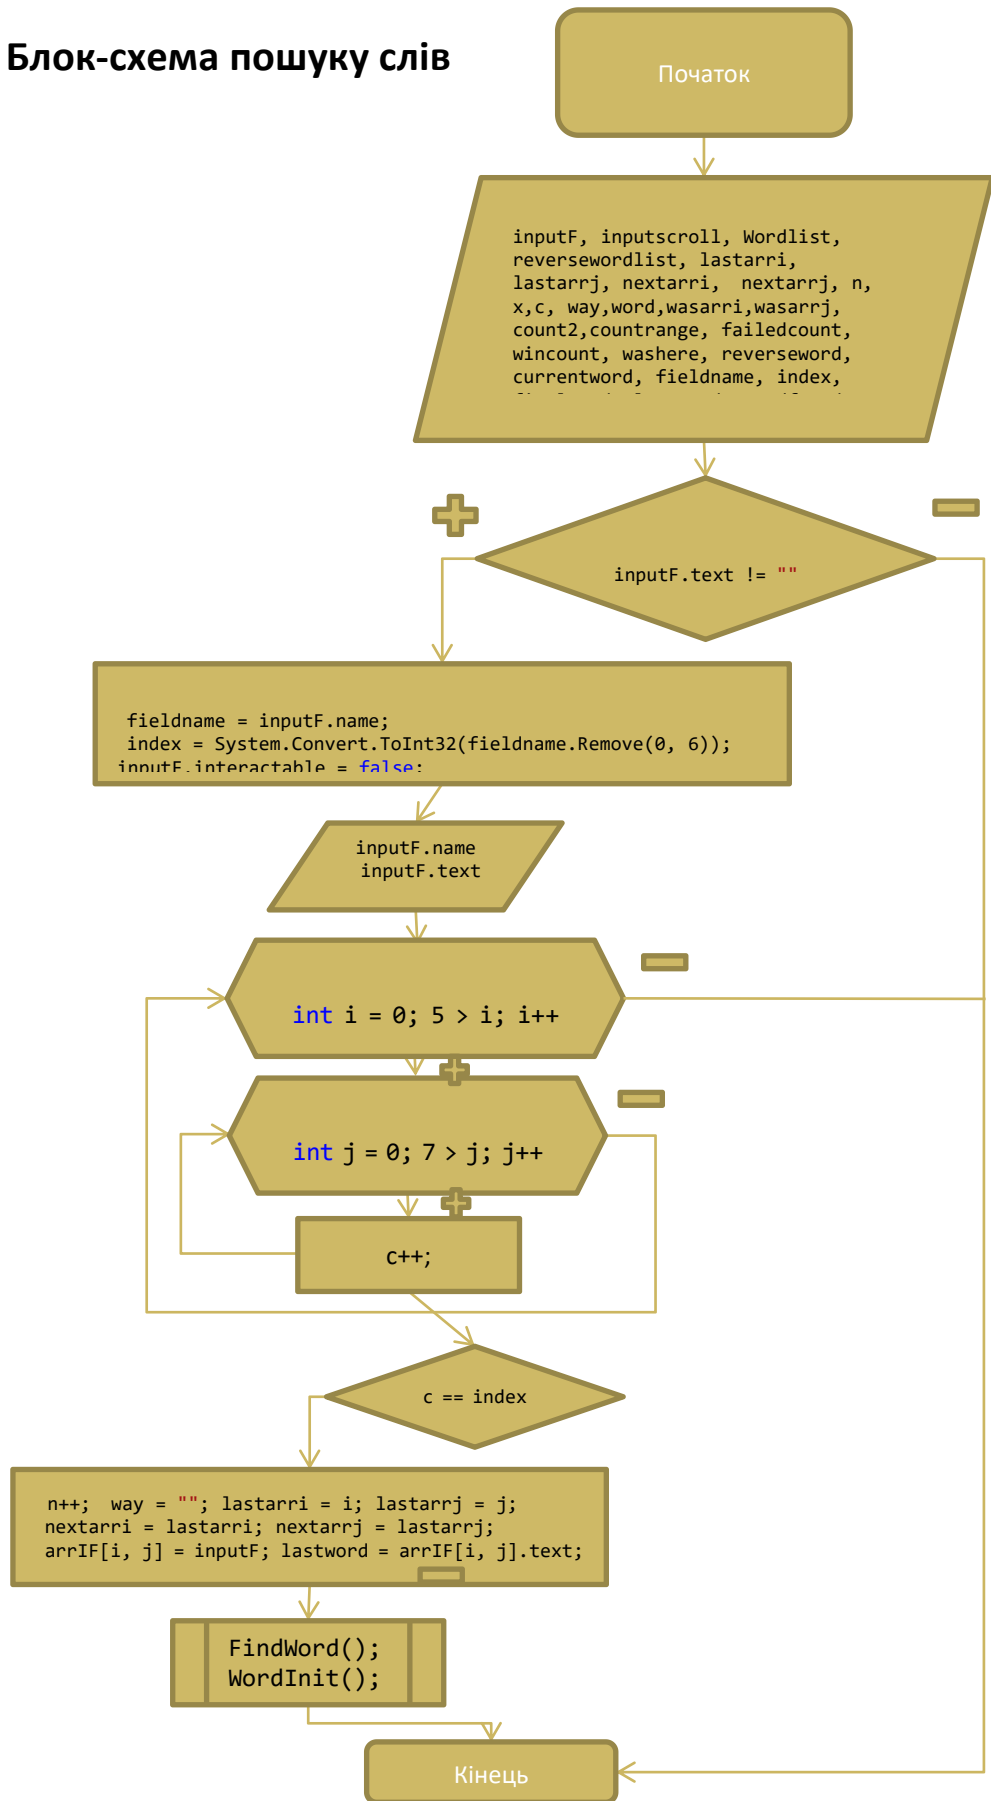 Блок-схема пошуку слів
Початок
inputF, inputscroll, Wordlist,
reversewordlist, lastarri,
lastarrj, nextarri, nextarrj, n,
x,c, way,word,wasarri,wasarrj,
count2,countrange, failedcount,
wincount, washere, reverseword,
currentword, fieldname, index,
inputF.text != ""
fieldname = inputF.name;
index = System.Convert.ToInt32(fieldname.Remove(0, 6));
inputF.interactable = false;
inputF.name
inputF.text
int i = 0; 5 > i; i++
int j = 0; 7 > j; j++
c++;
c == index
n++; way = ""; lastarri = i; lastarrj = j;
nextarri = lastarri; nextarrj = lastarrj;
arrIF[i, j] = inputF; lastword = arrIF[i, j].text;
FindWord();
WordInit();
Кінець